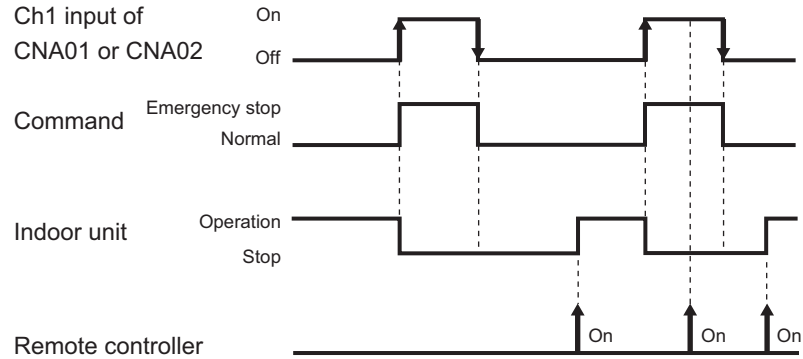 Ch1 input of
CNA01 or CNA02
On
Off
Command
Emergency stop
Normal
Indoor unit
Operation
Stop
Remote controller
On
On
On